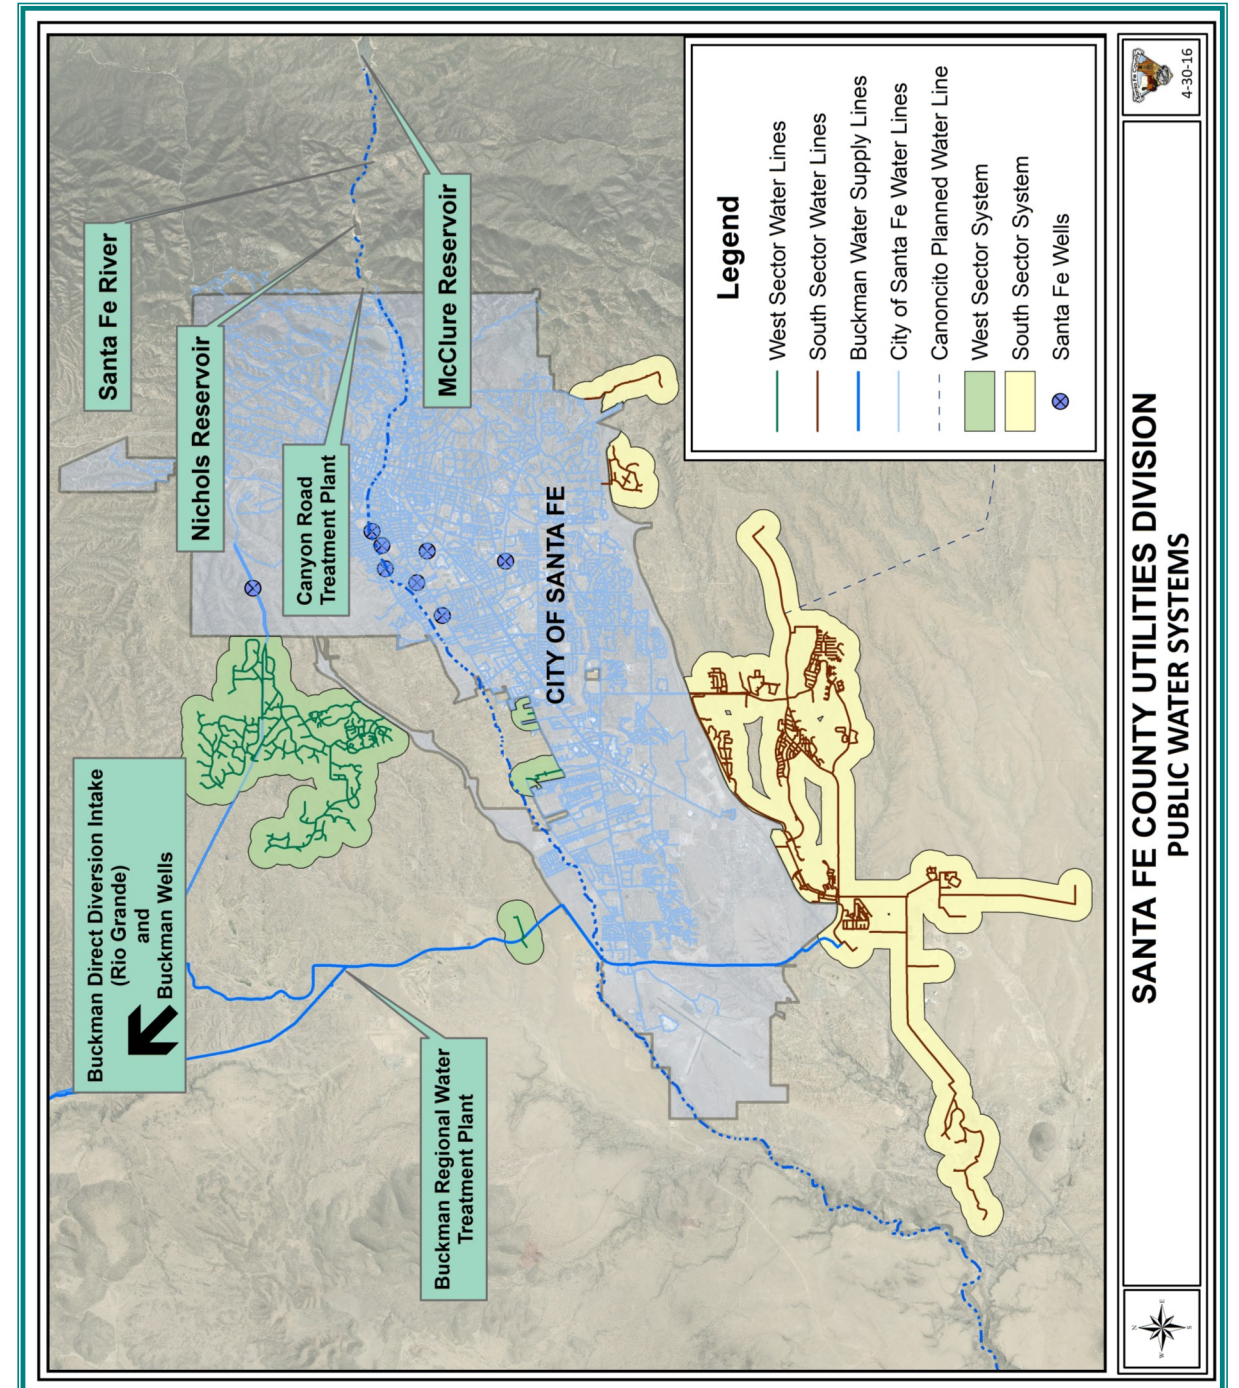 Buckman Direct Diversion Intake
(Rio Grande)
and
Buckman Wells
Buckman Regional Water
Treatment Plant
Nichols Reservoir
Santa Fe River
Canyon Road
Treatment Plant
McClure Reservoir
CITY OF SANTA FE
Legend
West Sector Water Lines
South Sector Water Lines
Buckman Water Supply Lines
City of Santa Fe Water Lines
Canoncito Planned Water Line
West Sector System
South Sector System
Santa Fe Wells
N
W
E
S
SANTA FE COUNTY UTILITIES DIVISION
PUBLIC WATER SYSTEMS
4-30-16